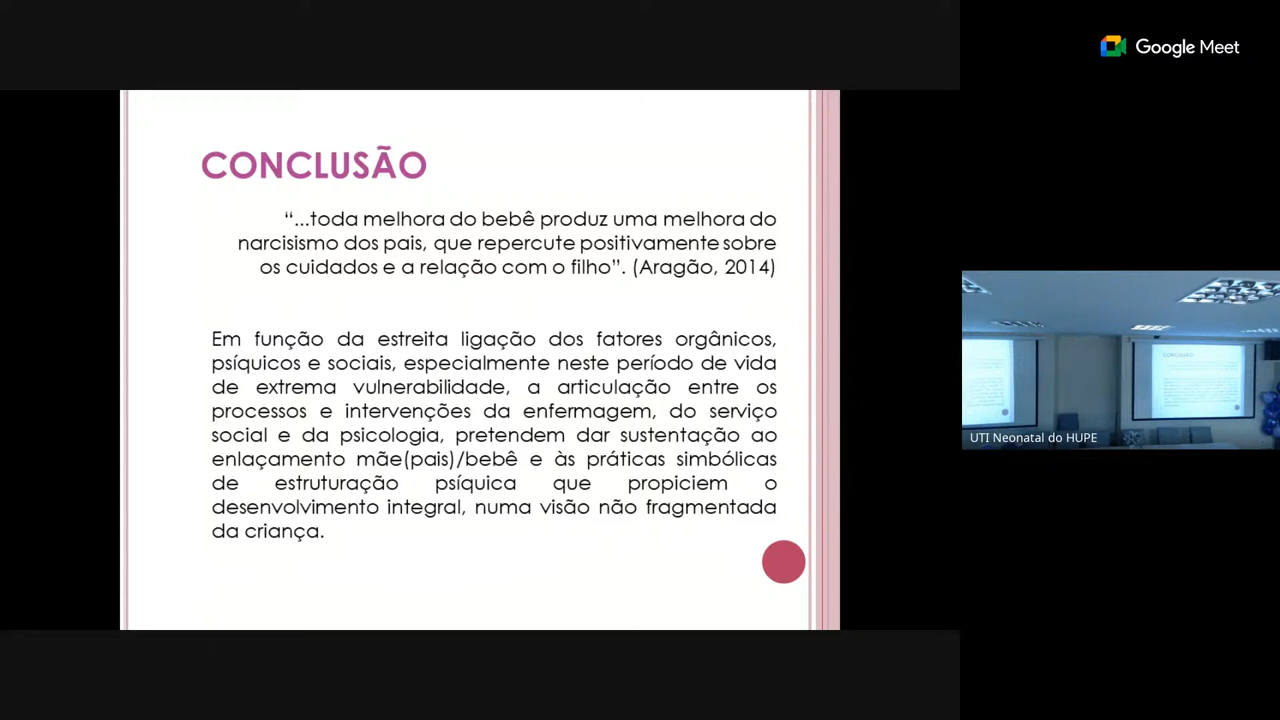 Google Meet
CONCLUSÃO
“...toda melhora do bebê produz uma melhora do
narcisismo dos pais, que repercute positivamente sobre
os cuidados e a relação com o filho”. (Aragão, 2014)
Em função da estreita ligação dos fatores orgânicos,
psíquicos e sociais, especialmente neste período de vida
de extrema vulnerabilidade, a articulação entre os
processos e intervenções da enfermagem, do serviço
social e da psicologia, pretendem dar sustentação ao
enlaçamento mãe(pais)/bebê e às práticas simbólicas
de estruturação psíquica que propiciem o
desenvolvimento integral, numa visão não fragmentada
da criança.
CONCLUSÃO
UTI Neonatal do HUPE